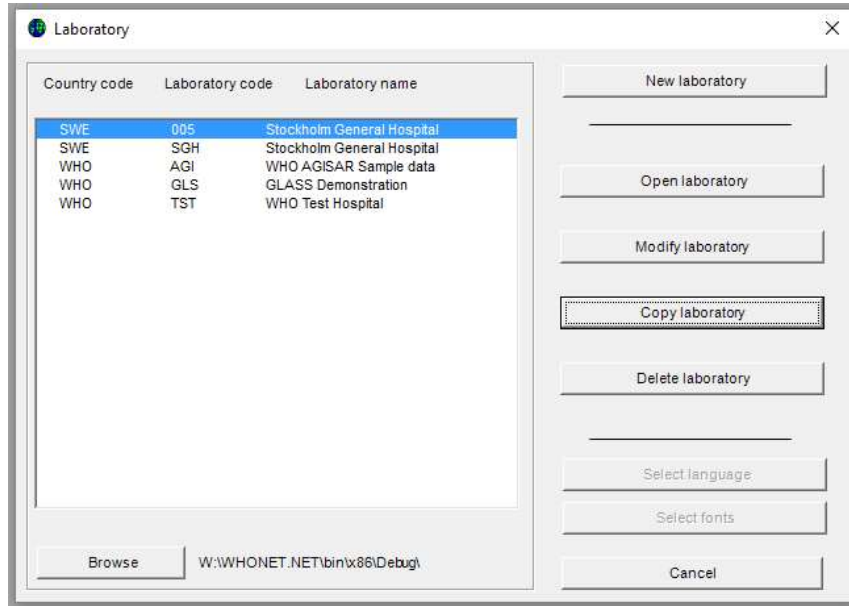 Laboratory
Country code Laboratory code Laboratory name
SWE 005 Stockholm General Hospital
SWE SGH Stockholm General Hospital
WHO AGI WHO AGISAR Sample data
WHO GLS GLASS Demonstration
WHO TST WHO Test Hospital
Browse W:\WHONET.NET\bin\x86\Debug\
New laboratory
Open laboratory
Modify laboratory
Copy laboratory
Delete laboratory
Select language
Select fonts
Cancel